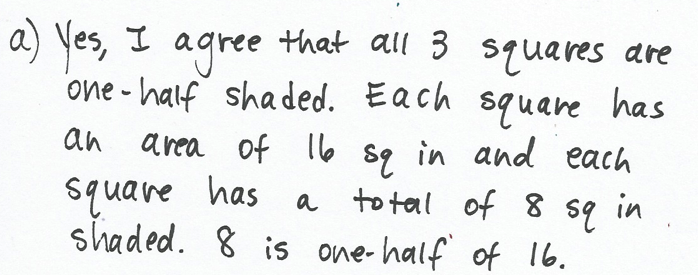 a) Yes, I agree that all 3 squares are
one-half shaded. Each square has
an area of 16 sq in and each
square has a total of 8 sq in
shaded. 8 is one-half of 16.